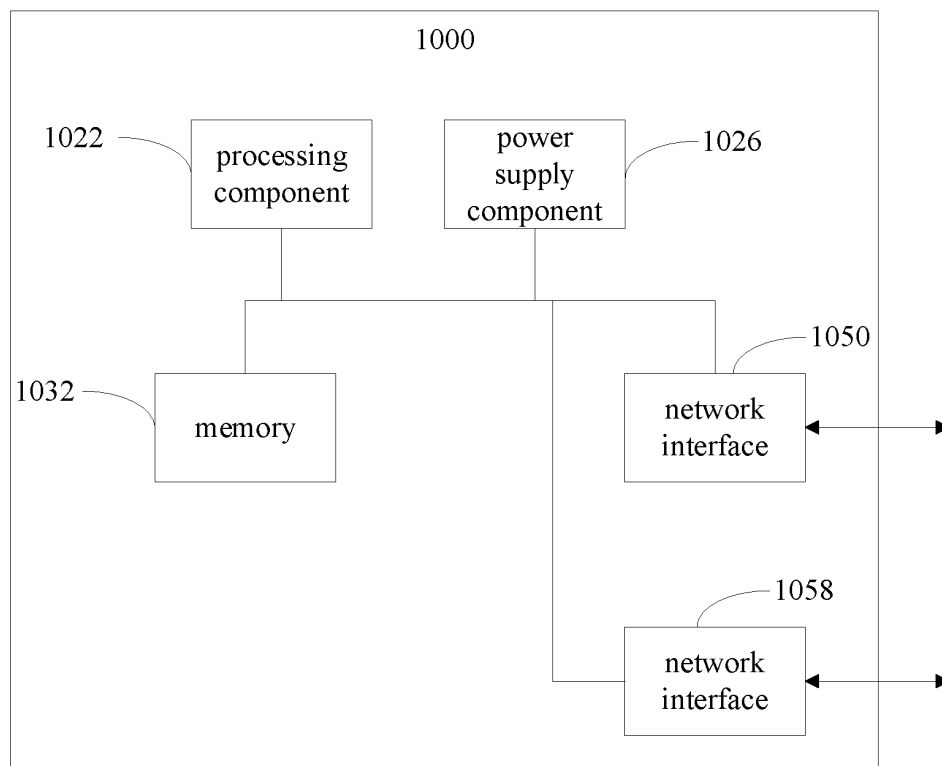 1000
1022
processing
component
power
supply
component
1026
1050
1032
memory
network
interface
1058
network
interface